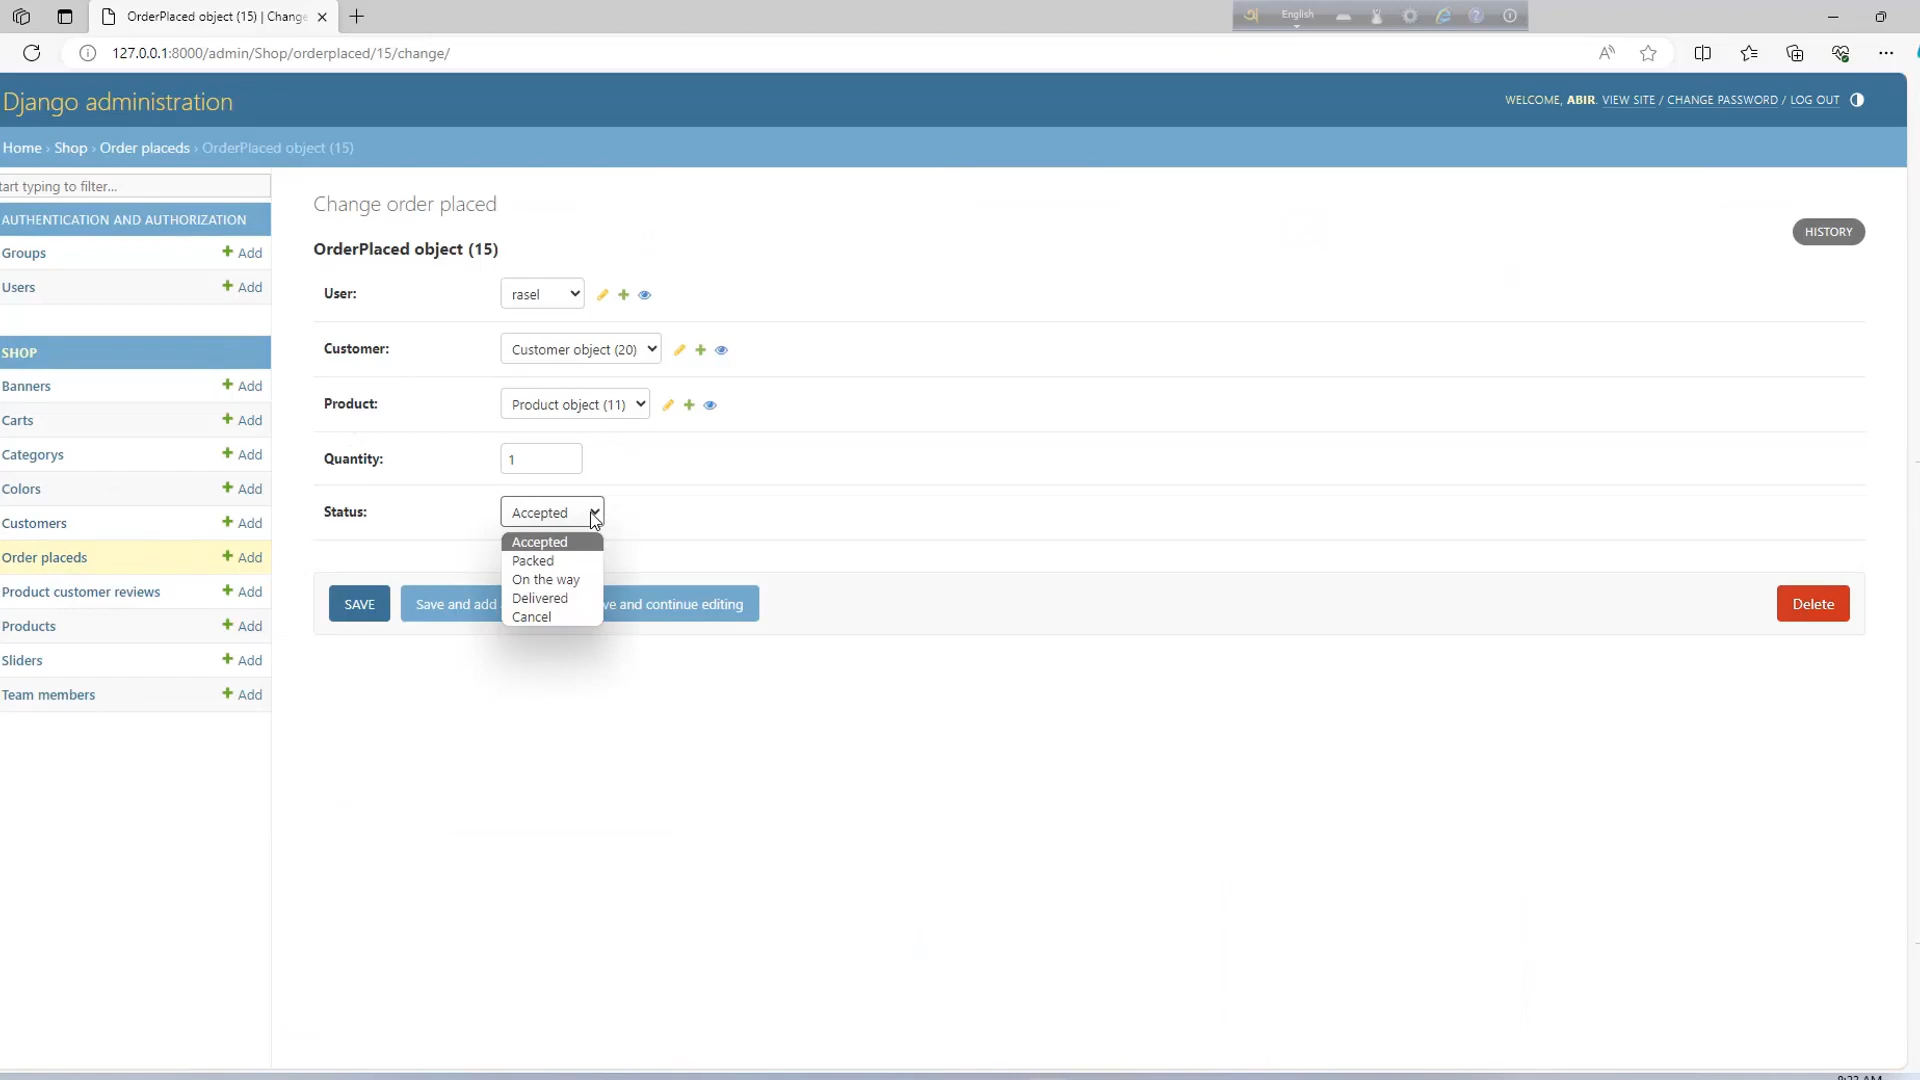 OrderPlaced object (15) | Change
English
127.0.0.1:8000/admin/Shop/orderplaced/15/change/
Django administration
WELCOME, ABIR. VIEW SITE / CHANGE PASSWORD / LOG OUT
Home › Shop › Order placeds › OrderPlaced object (15)
tart typing to filter...
Change order placed
AUTHENTICATION AND AUTHORIZATION
HISTORY
OrderPlaced object (15)
Groups Add
Users Add
User: rasel
SHOP
Customer: Customer object (20)
Banners Add
Product: Product object (11)
Carts Add
Categorys Add
Quantity: 1
Colors Add
Status: Accepted
Customers Add
Accepted
Packed
On the way
Delivered
Cancel
Order placeds Add
Product customer reviews Add
SAVE Save and add ve and continue editing Delete
Products Add
Sliders Add
Team members Add